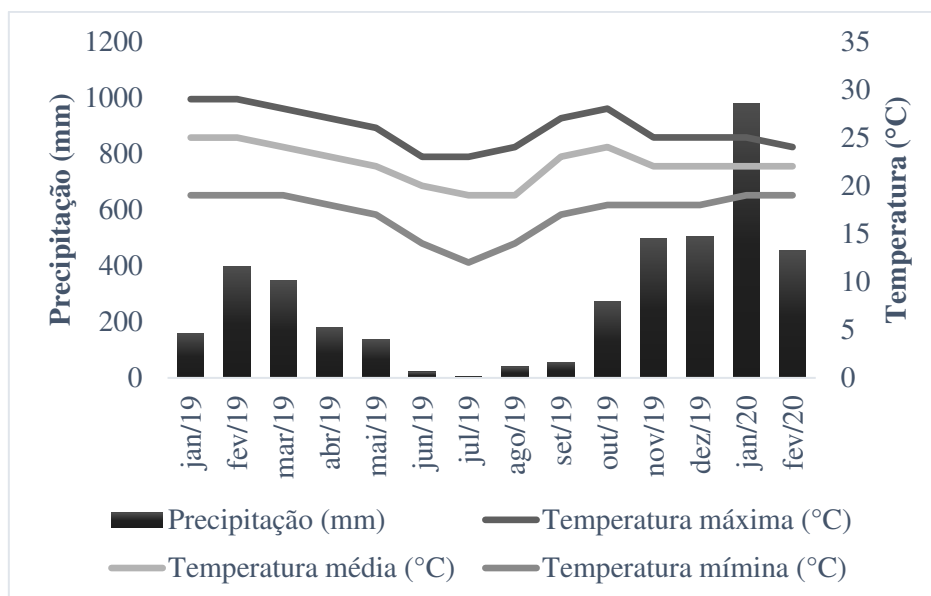 1200
1000
800
600
400
200
0
Precipitação (mm)
35
30
25
20
15
10
5
0
Temperatura (°C)
jan/19
fev/19
mar/19
abr/19
mai/19
jun/19
jul/19
ago/19
set/19
out/19
nov/19
dez/19
jan/20
fev/20
Precipitação (mm)
Temperatura máxima (°C)
Temperatura média (°C)
Temperatura mímina (°C)